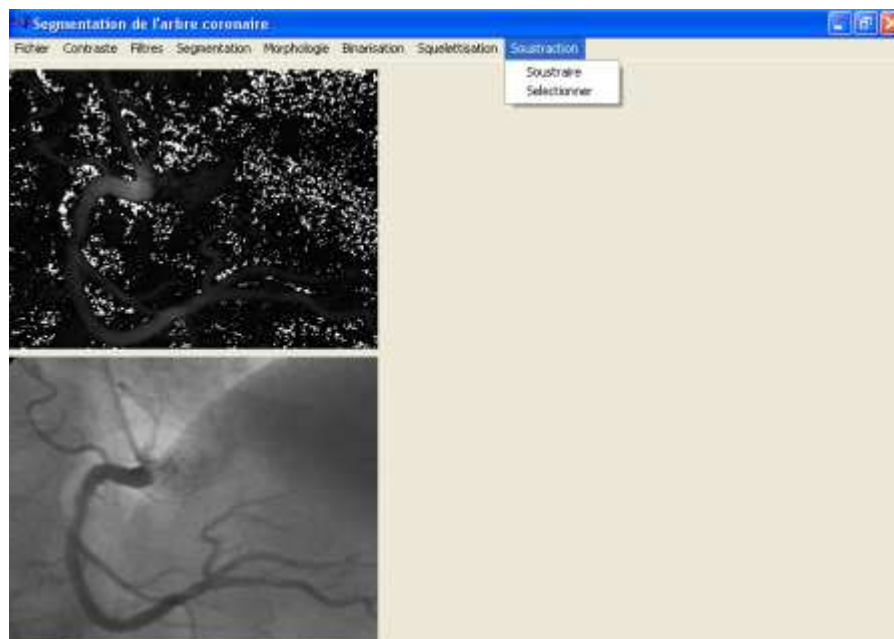 Segmentation de l'arbre coronaire
Fichier Contraste Filtres Segmentation Morphologie Binarisation Squelettisation Soustraction
Soustraire
Selectionner